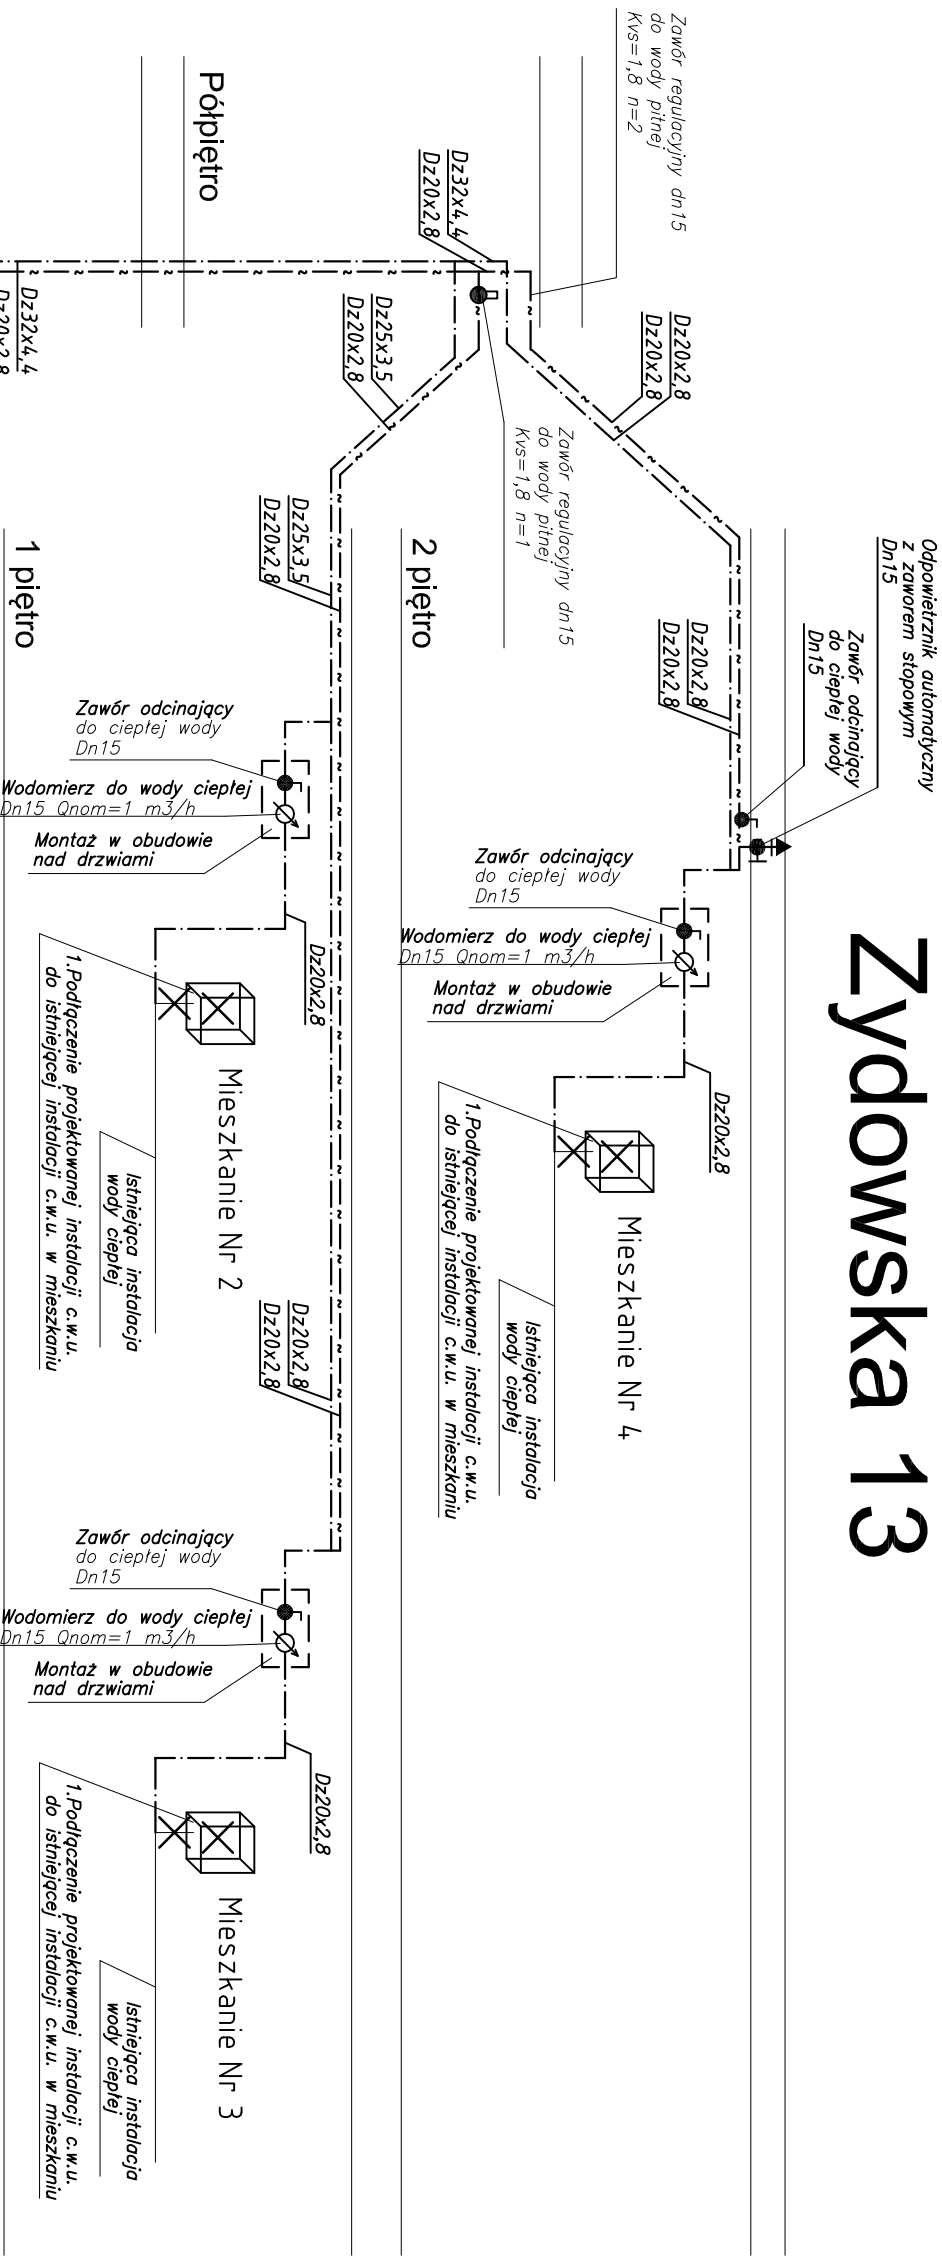 Zydowska 13
Odpowietrznik automatyczny
z zaworem stopowym
Dn15
Zawór odcinający
do ciepłej wody
Dn15
Zawór regulacyjny dn15
do wody pitnej
Kvs=1,8 n=2
Dz20x2,8
Dz20x2,8
Dz20x2,8
Dz20x2,8
Dz20x2,8
Zawór odcinający
do ciepłej wody
Dn15
Wodomierz do wody ciepłej
Dn15 Qnom=1 m3/h
Montaż w obudowie
nad drzwiami
Mieszkanie Nr 4
Istniejąca instalacja
wody ciepłej
1.Podłączenie projektowanej instalacji c.w.u.
do istniejącej instalacji c.w.u. w mieszkaniu
Zawór regulacyjny dn15
do wody pitnej
Kvs=1,8 n=1
Dz32x4,4
Dz20x2,8
2 piętro
Dz25x3,5
Dz20x2,8
Dz25x3,5
Dz20x2,8
Dz20x2,8
Dz20x2,8
Dz20x2,8
Dz20x2,8
Zawór odcinający
do ciepłej wody
Dn15
Wodomierz do wody ciepłej
Dn15 Qnom=1 m3/h
Montaż w obudowie
nad drzwiami
Mieszkanie Nr 2
Istniejąca instalacja
wody ciepłej
1.Podłączenie projektowanej instalacji c.w.u.
do istniejącej instalacji c.w.u. w mieszkaniu
Zawór odcinający
do ciepłej wody
Dn15
Wodomierz do wody ciepłej
Dn15 Qnom=1 m3/h
Montaż w obudowie
nad drzwiami
Mieszkanie Nr 3
Istniejąca instalacja
wody ciepłej
1.Podłączenie projektowanej instalacji c.w.u.
do istniejącej instalacji c.w.u. w mieszkaniu
Półpiętro
1 piętro
Dz32x4,4
Dz20x2,8